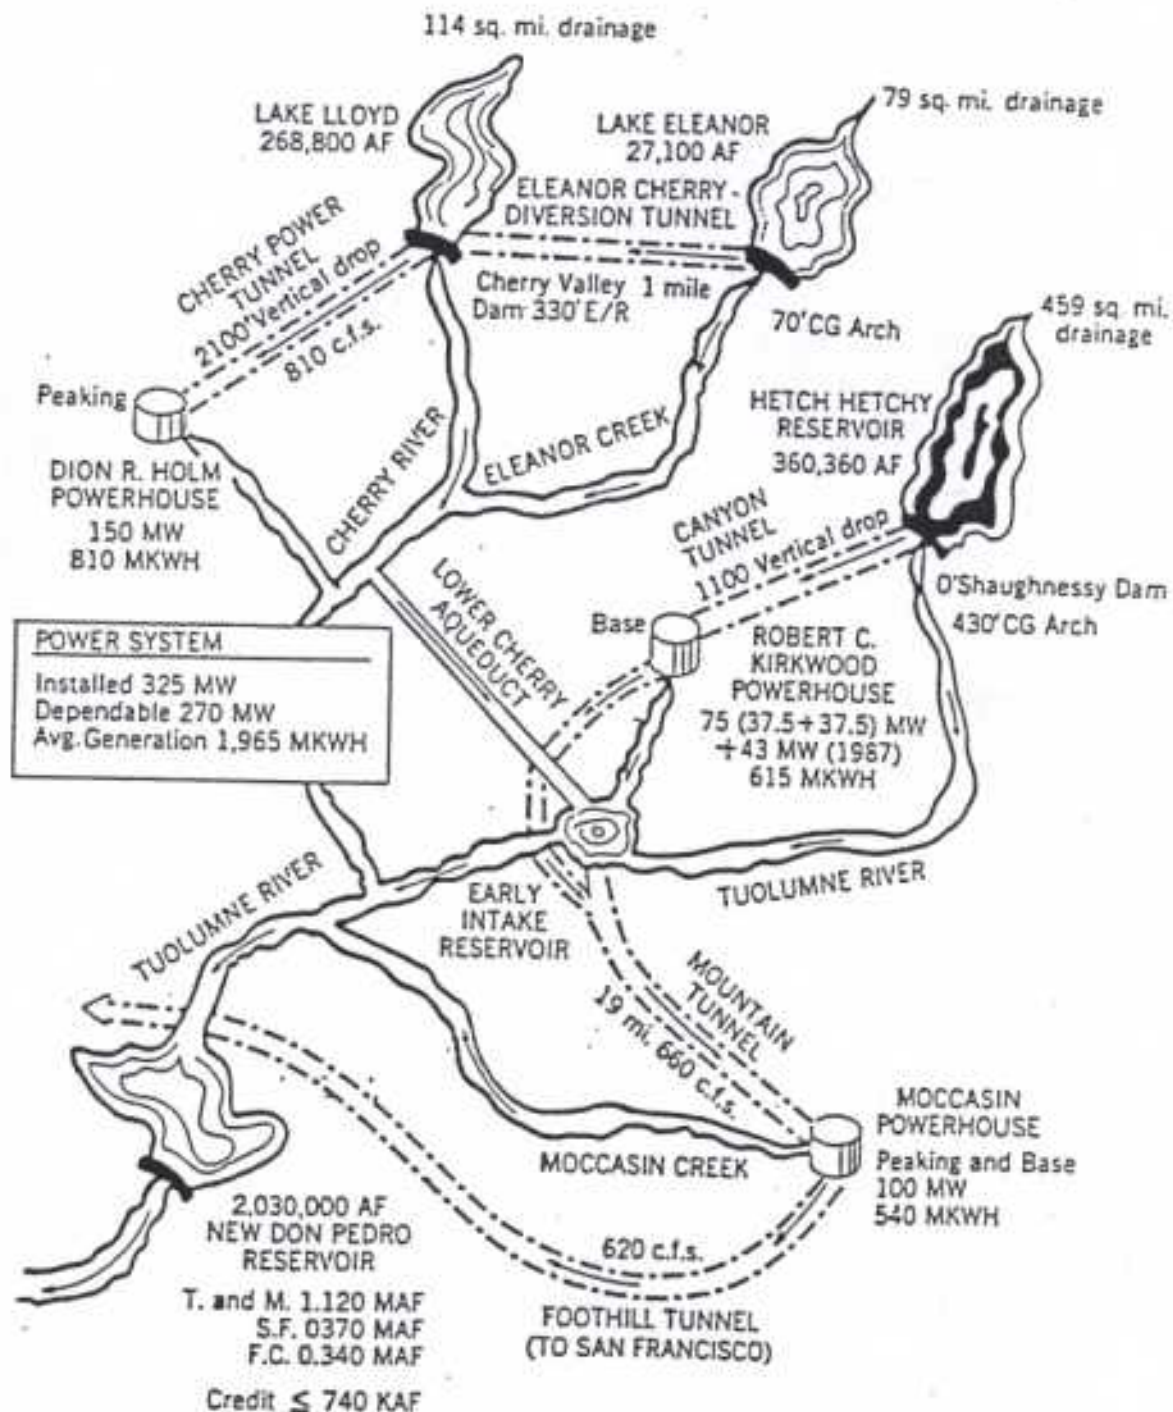 114 sq. mi. drainage
LAKE LLOYD
268,800 AF
79 sq. mi. drainage
LAKE ELEANOR
27,100 AF
ELEANOR CHERRY-
DIVERSION TUNNEL
CHERRY POWER
TUNNEL
2100' Vertical drop
810 c.f.s.
Cherry Valley
Dam 330' E/R
1 mile
70' CG Arch
459 sq. mi.
drainage
Peaking
HETCH HETCHY
RESERVOIR
360,360 AF
DION R. HOLM
POWERHOUSE
150 MW
810 MKWH
CHERRY RIVER
ELEANOR CREEK
CANYON
TUNNEL
1100 Vertical drop
O'Shaughnessy Dam
430' CG Arch
LOWER CHERRY
AQUEDUCT
Base
ROBERT C.
KIRKWOOD
POWERHOUSE
75 (37.5+37.5) MW
+43 MW (1987)
615 MKWH
POWER SYSTEM
Installed 325 MW
Dependable 270 MW
Avg. Generation 1,965 MKWH
TUOLUMNE RIVER
EARLY
INTAKE
RESERVOIR
TUOLUMNE RIVER
MOUNTAIN
TUNNEL
19 mi. 660 c.f.s.
MOCCASIN
POWERHOUSE
Peaking and Base
100 MW
540 MKWH
MOCCASIN CREEK
2,030,000 AF
NEW DON PEDRO
RESERVOIR
T. and M. 1.120 MAF
S.F. 0370 MAF
F.C. 0.340 MAF
Credit ≤ 740 KAF
620 c.f.s.
FOOTHILL TUNNEL
(TO SAN FRANCISCO)